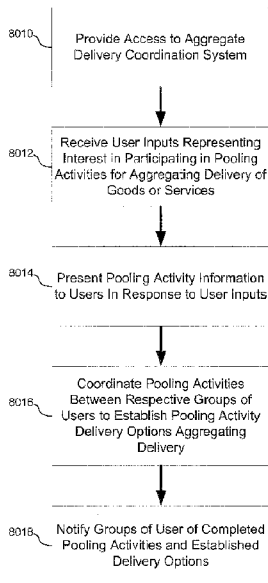 8010
Provide Access to Aggregate
Delivery Coordination System
8012
Receive User Inputs Representing
Interest in Participating in Pooling
Activities for Aggregating Delivery of
Goods or Services
8014
Present Pooling Activity Information
to Users In Response to User Inputs
8016
Coordinate Pooling Activities
Between Respective Groups of
Users to Establish Pooling Activity
Delivery Options Aggregating
Delivery
8018
Notify Groups of User of Completed
Pooling Activities and Established
Delivery Options